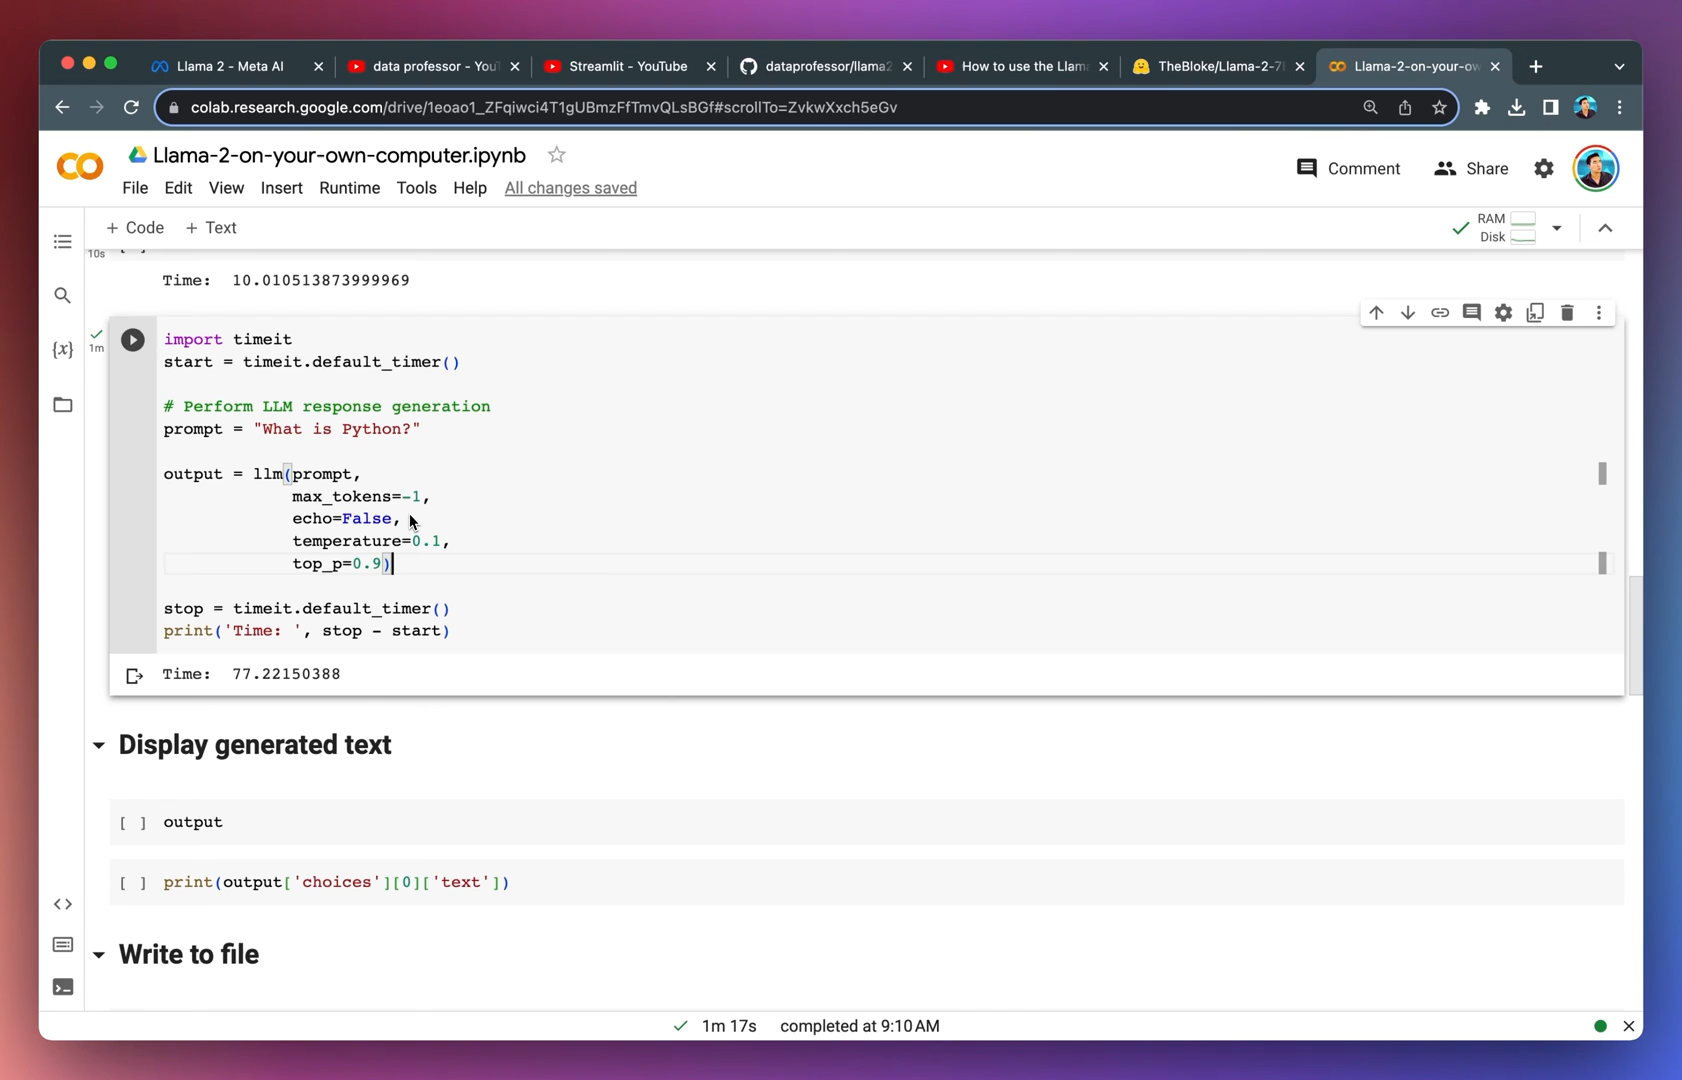 Llama 2 - Meta AI
data professor - You
Streamlit - YouTube
dataprofessor/llama2
How to use the Llam
TheBloke/Llama-2-7
Llama-2-on-your-ow
colab.research.google.com/drive/1eoao1_ZFqiwci4T1gUBmzFfTmvQLsBGf#scrollTo=ZvkwXxch5eGv
Llama-2-on-your-own-computer.ipynb
Comment
Share
File Edit View Insert Runtime Tools Help All changes saved
+ Code + Text
RAM
Disk
10s
Time: 10.010513873999969
1m
{x}
import timeit
start = timeit.default_timer()
# Perform LLM response generation
prompt = "What is Python?"
output = llm(prompt,
max_tokens=-1,
echo=False,
temperature=0.1,
top_p=0.9)
stop = timeit.default_timer()
print('Time: ', stop - start)
Time: 77.22150388
Display generated text
[ ] output
[ ] print(output['choices'][0]['text'])
Write to file
1m 17s completed at 9:10 AM